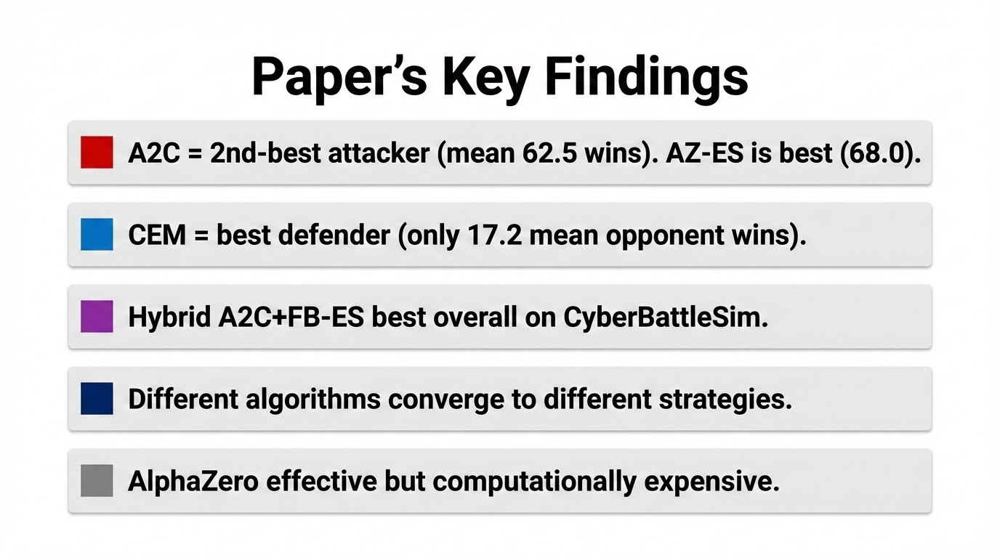 Paper’s Key Findings
A2C = 2nd-best attacker (mean 62.5 wins). AZ-ES is best (68.0).
CEM = best defender (only 17.2 mean opponent wins).
Hybrid A2C+FB-ES best overall on CyberBattleSim.
Different algorithms converge to different strategies.
AlphaZero effective but computationally expensive.